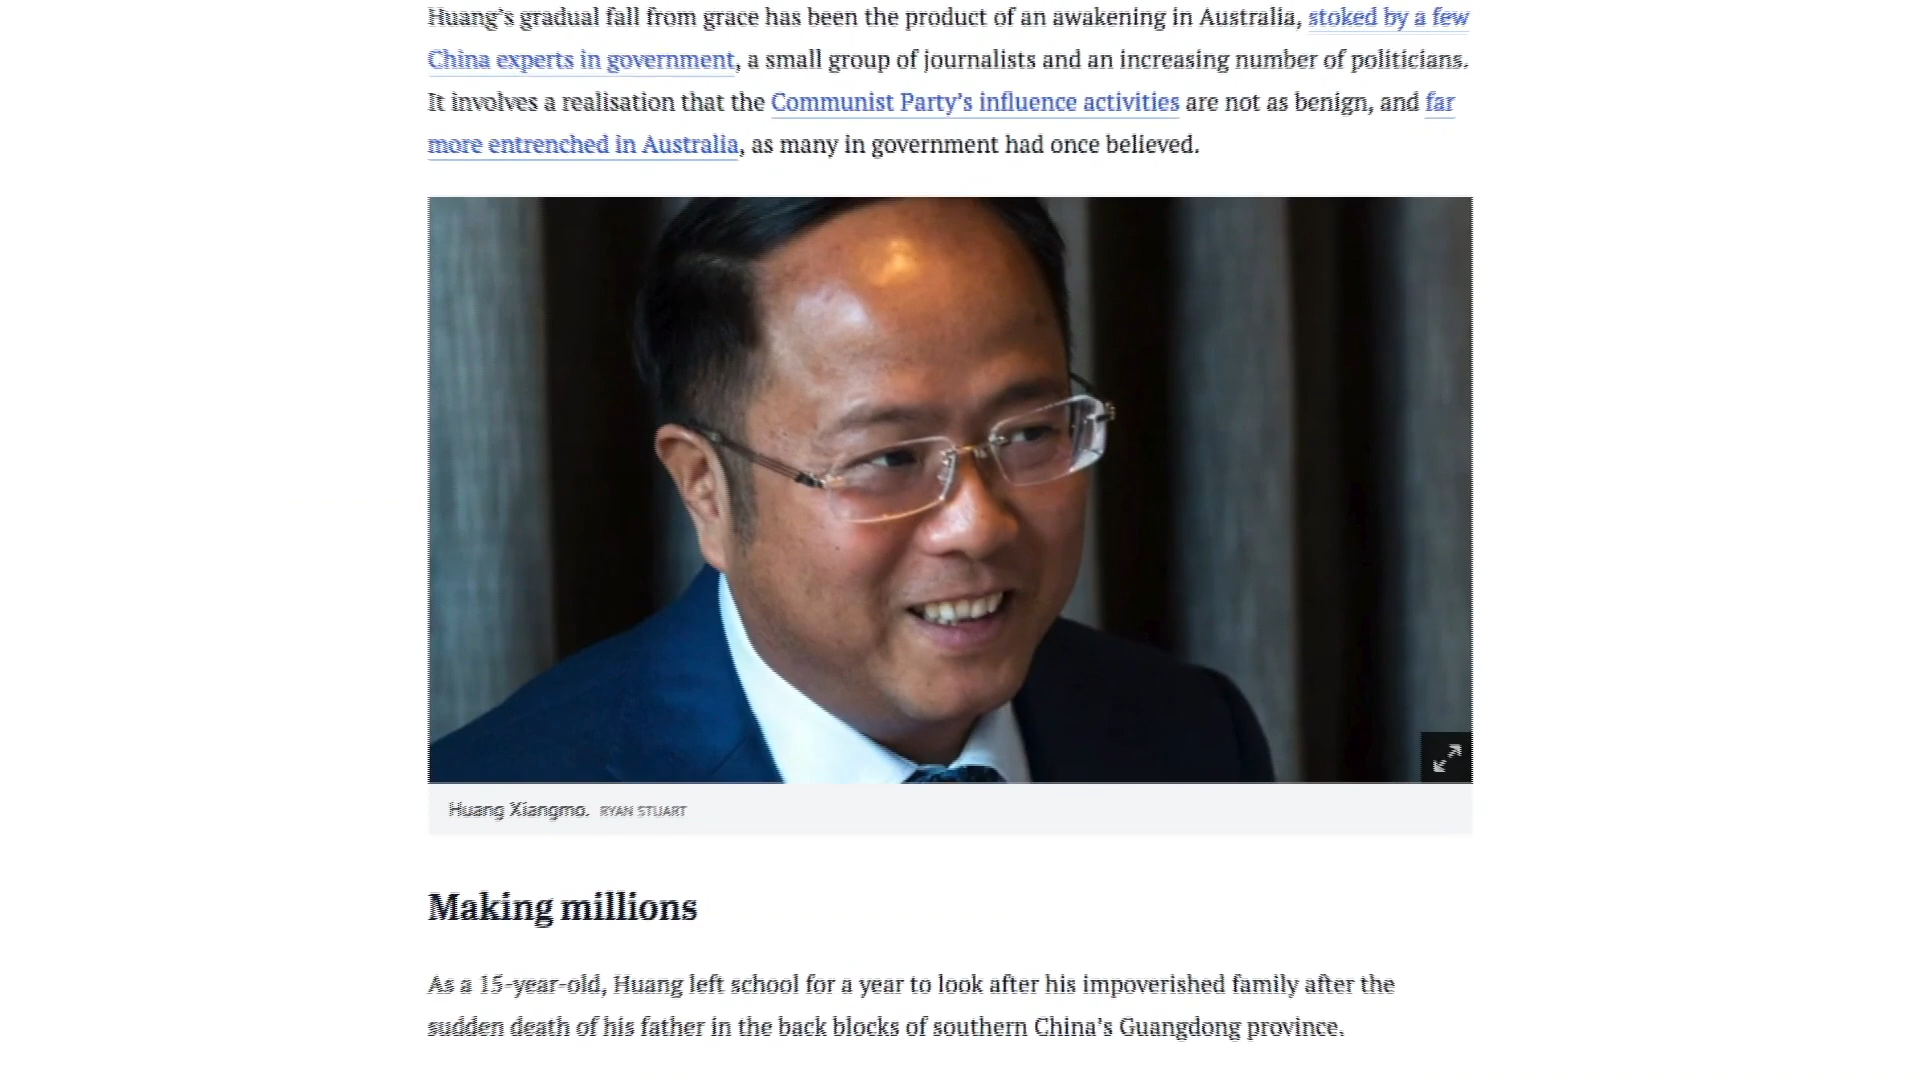 Huang’s gradual fall from grace has been the product of an awakening in Australia, stoked by a few
China experts in government, a small group of journalists and an increasing number of politicians.
It involves a realisation that the Communist Party’s influence activities are not as benign, and far
more entrenched in Australia, as many in government had once believed.
Huang Xiangmo. RYAN STUART
Making millions
As a 15-year-old, Huang left school for a year to look after his impoverished family after the
sudden death of his father in the back blocks of southern China’s Guangdong province.